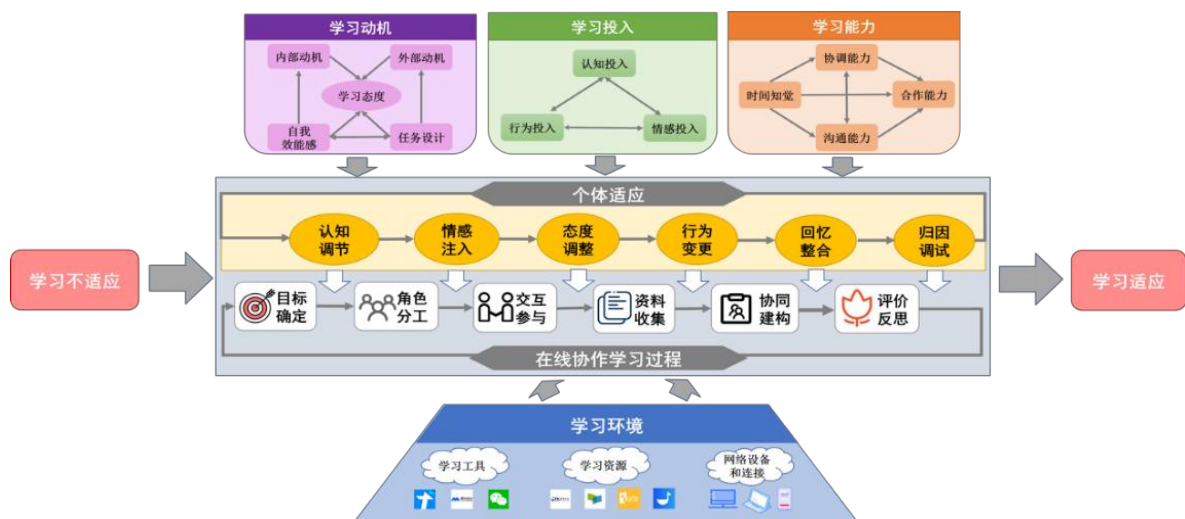 学习动机
内部动机
外部动机
学习态度
自我
效能感
任务设计
学习投入
认知投入
行为投入
情感投入
学习能力
协调能力
时间知觉
合作能力
沟通能力
个体适应
认知
调节
情感
注入
态度
调整
行为
变更
回忆
整合
归因
调试
学习不适应
学习适应
目标
确定
角色
分工
交互
参与
资料
收集
协同
建构
评价
反思
在线协作学习过程
学习环境
学习工具
学习资源
网络设备
和连接